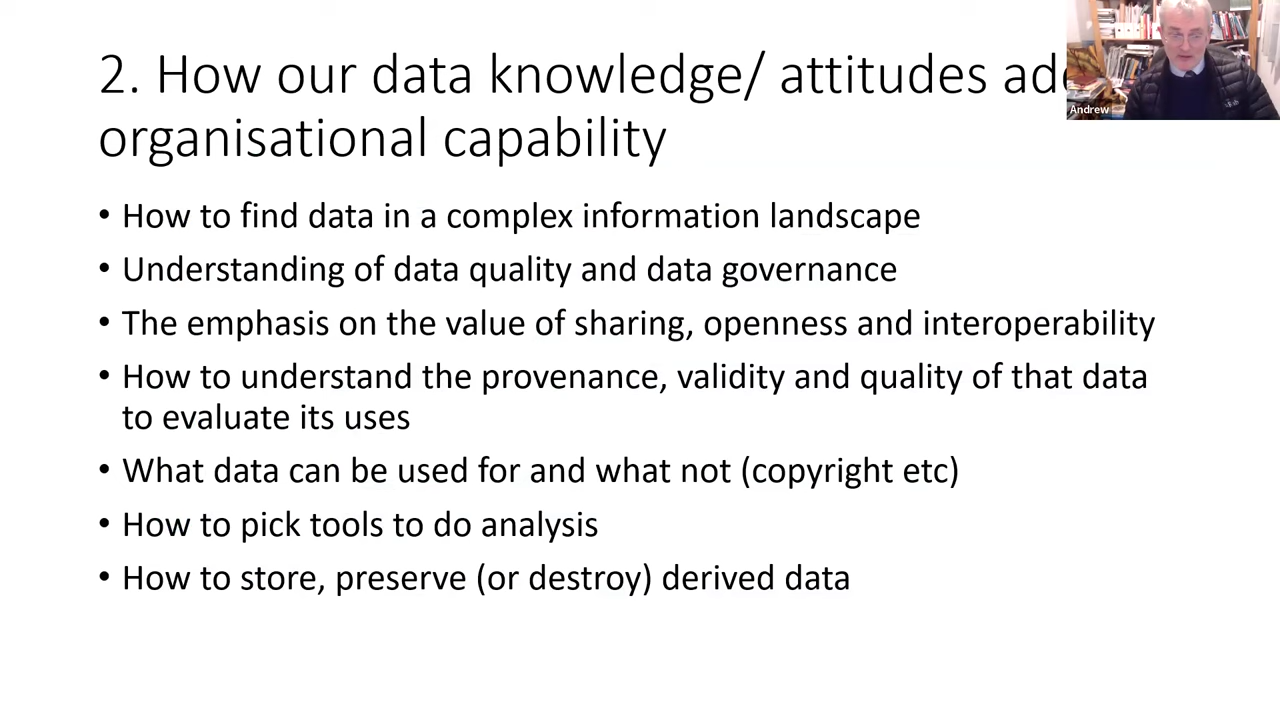 2. How our data knowledge/ attitudes
organisational capability
• How to find data in a complex information landscape
• Understanding of data quality and data governance
• The emphasis on the value of sharing, openness and interoperability
• How to understand the provenance, validity and quality of that data
to evaluate its uses
• What data can be used for and what not (copyright etc)
• How to pick tools to do analysis
• How to store, preserve (or destroy) derived data
Andrew